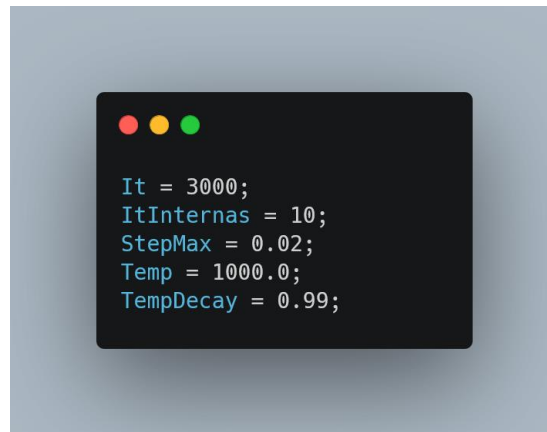 It = 3000;
ItInternas = 10;
StepMax = 0.02;
Temp = 1000.0;
TempDecay = 0.99;